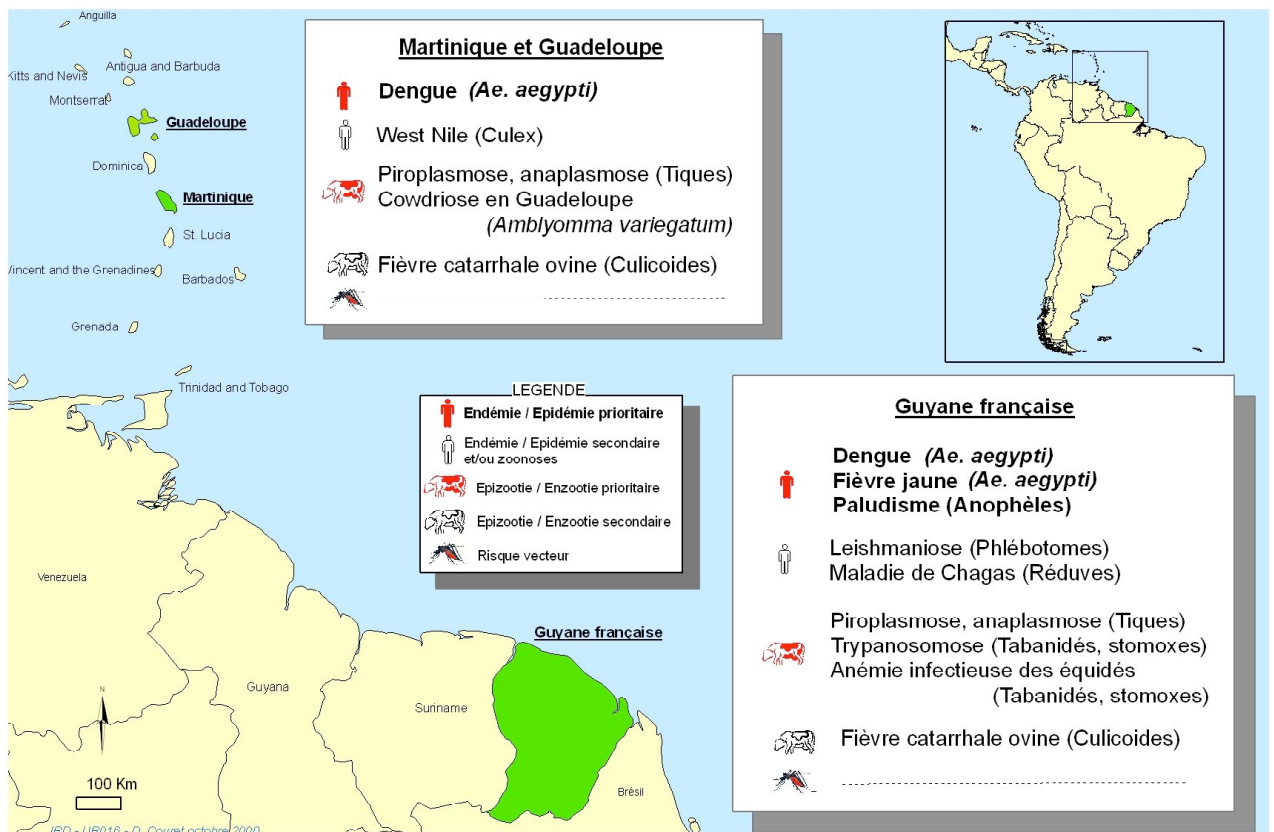 Anguilla
Kitts and Nevis
Antigua and Barbuda
Montserrat
Guadeloupe
Dominica
Martinique
St. Lucia
Vincent and the Grenadines
Barbados
Grenada
Trinidad and Tobago
Martinique et Guadeloupe
Dengue (Ae. aegypti)
West Nile (Culex)
Piroplasmose, anaplasmose (Tiques)
Cowdriose en Guadeloupe
(Amblyomma variegatum)
Fièvre catarrhale ovine (Culicoides)
LEGENDE
Endémie / Epidémie prioritaire
Endémie / Epidémie secondaire
et/ou zoonoses
Epizootie / Enzootie prioritaire
Epizootie / Enzootie secondaire
Risque vecteur
Guyane française
Dengue (Ae. aegypti)
Fièvre jaune (Ae. aegypti)
Paludisme (Anophèles)
Leishmaniose (Phlébotomes)
Maladie de Chagas (Réduves)
Piroplasmose, anaplasmose (Tiques)
Trypanosomose (Tabanidés, stomoxes)
Anémie infectieuse des équidés
(Tabanidés, stomoxes)
Fièvre catarrhale ovine (Culicoides)
Venezuela
Guyana
Suriname
Guyane française
Brésil
N
100 Km
IRD - UR016 - D. Couret octobre 2000